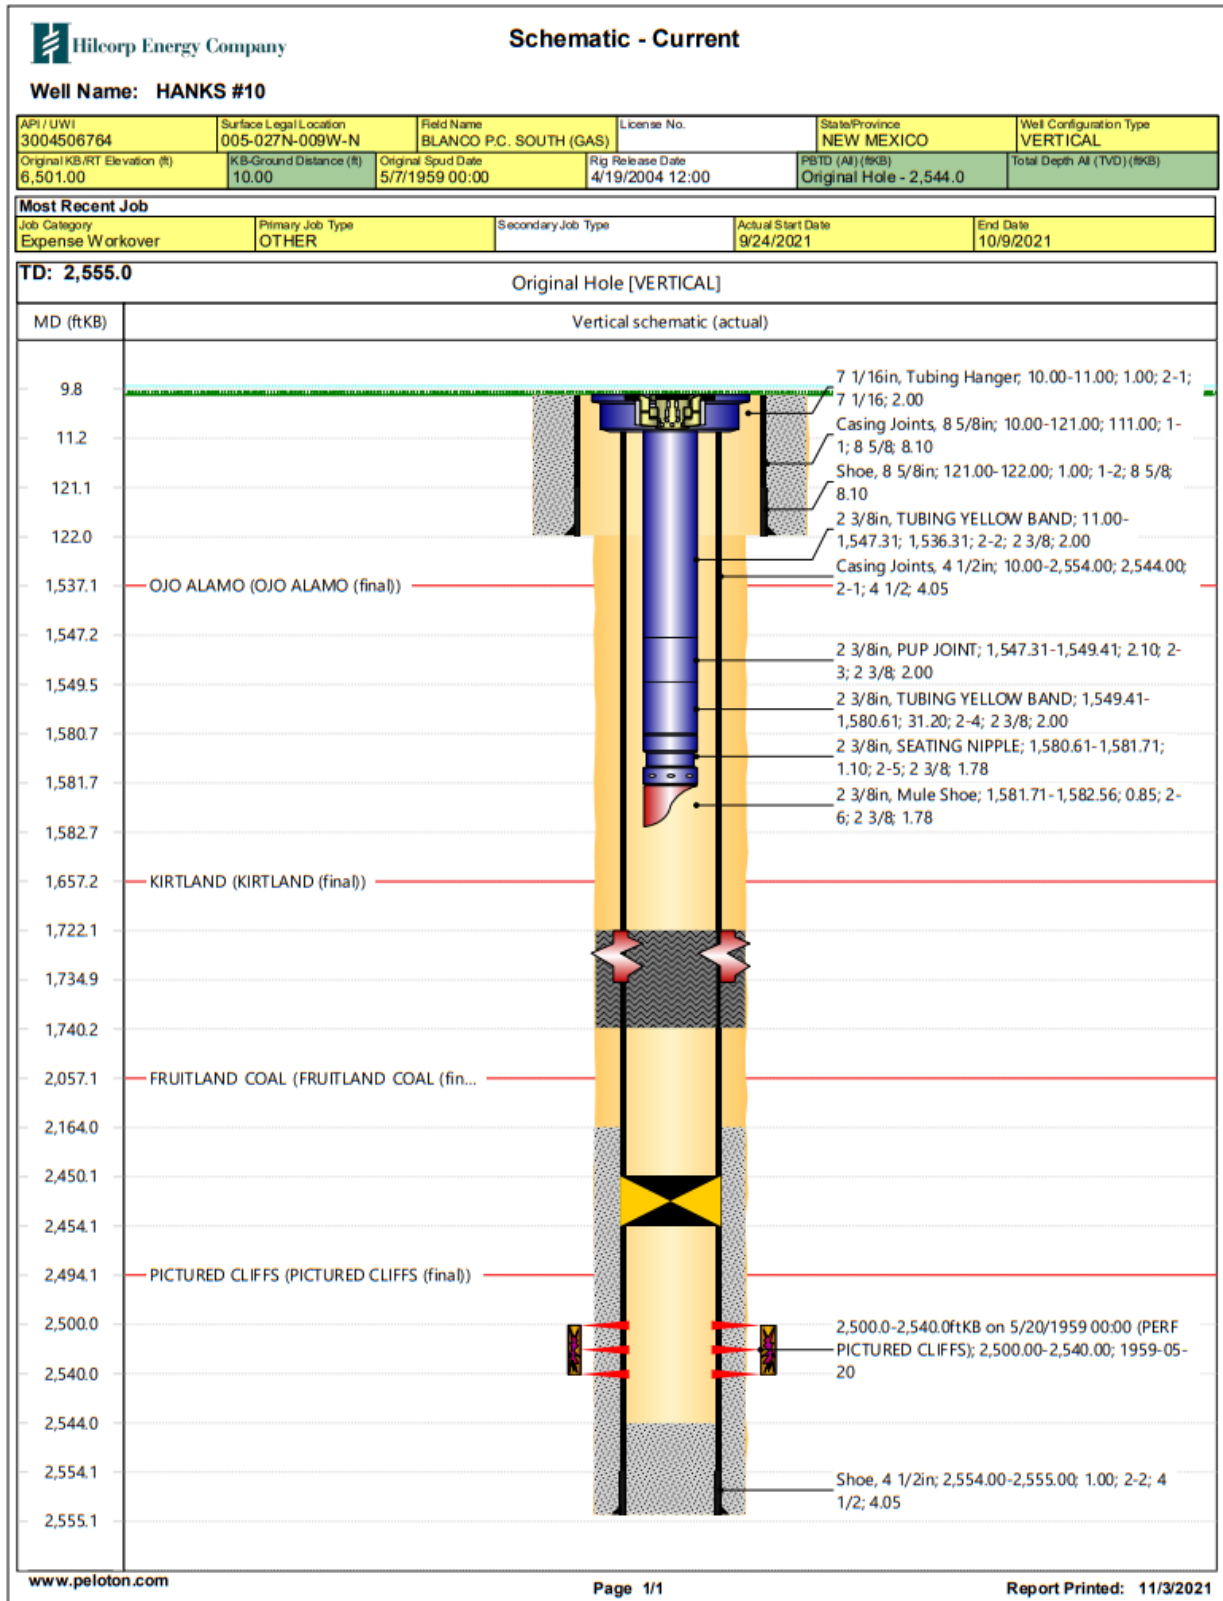 Hilcorp Energy Company
Schematic - Current
Well Name: HANKS #10
API / UWI
3004506764
Surface Legal Location
005-027N-009W-N
Field Name
BLANCO P.C. SOUTH (GAS)
License No.
State/Province
NEW MEXICO
Well Configuration Type
VERTICAL
Original KB/RT Elevation (ft)
6,501.00
KB-Ground Distance (ft)
10.00
Original Spud Date
5/7/1959 00:00
Rig Release Date
4/19/2004 12:00
PBTD (All) (ftKB)
Original Hole - 2,544.0
Total Depth All (TVD) (ftKB)
Most Recent Job
Job Category
Expense Workover
Primary Job Type
OTHER
Secondary Job Type
Actual Start Date
9/24/2021
End Date
10/9/2021
TD: 2,555.0
Original Hole [VERTICAL]
MD (ftKB)
Vertical schematic (actual)
9.8
11.2
121.1
122.0
1,537.1
1,547.2
1,549.5
1,580.7
1,581.7
1,582.7
1,657.2
1,722.1
1,734.9
1,740.2
2,057.1
2,164.0
2,450.1
2,454.1
2,494.1
2,500.0
2,540.0
2,544.0
2,554.1
2,555.1
OJO ALAMO (OJO ALAMO (final))
KIRTLAND (KIRTLAND (final))
FRUITLAND COAL (FRUITLAND COAL (fin...
PICTURED CLIFFS (PICTURED CLIFFS (final))
7 1/16in, Tubing Hanger; 10.00-11.00; 1.00; 2-1;
7 1/16; 2.00
Casing Joints, 8 5/8in; 10.00-121.00; 111.00; 1-
1; 8 5/8; 8.10
Shoe, 8 5/8in; 121.00-122.00; 1.00; 1-2; 8 5/8;
8.10
2 3/8in, TUBING YELLOW BAND; 11.00-
1,547.31; 1,536.31; 2-2; 2 3/8; 2.00
Casing Joints, 4 1/2in; 10.00-2,554.00; 2,544.00;
2-1; 4 1/2; 4.05
2 3/8in, PUP JOINT; 1,547.31-1,549.41; 2.10; 2-
3; 2 3/8; 2.00
2 3/8in, TUBING YELLOW BAND; 1,549.41-
1,580.61; 31.20; 2-4; 2 3/8; 2.00
2 3/8in, SEATING NIPPLE; 1,580.61-1,581.71;
1.10; 2-5; 2 3/8; 1.78
2 3/8in, Mule Shoe; 1,581.71-1,582.56; 0.85; 2-
6; 2 3/8; 1.78
2,500.0-2,540.0ftKB on 5/20/1959 00:00 (PERF
PICTURED CLIFFS); 2,500.00-2,540.00; 1959-05-
20
Shoe, 4 1/2in; 2,554.00-2,555.00; 1.00; 2-2; 4
1/2; 4.05
www.peloton.com
Page 1/1
Report Printed: 11/3/2021